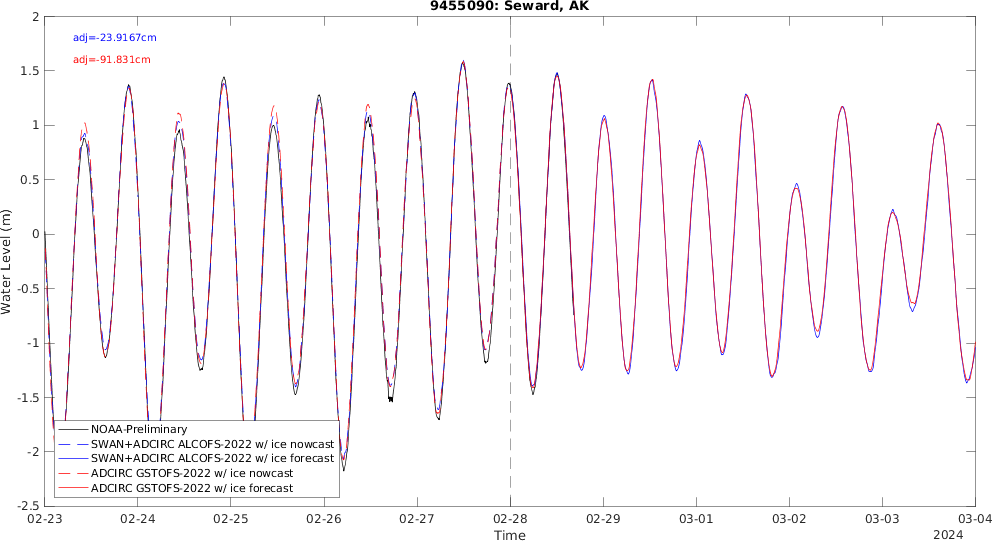 9455090: Seward, AK
adj=-23.9167cm
adj=-91.831cm
Water Level (m)
2
1.5
1
0.5
0
-0.5
-1
-1.5
-2
-2.5
NOAA-Preliminary
SWAN+ADCIRC ALCOFS-2022 w/ ice nowcast
SWAN+ADCIRC ALCOFS-2022 w/ ice forecast
ADCIRC GSTOFS-2022 w/ ice nowcast
ADCIRC GSTOFS-2022 w/ ice forecast
02-23 02-24 02-25 02-26 02-27 02-28 02-29 03-01 03-02 03-03 03-04
Time
2024